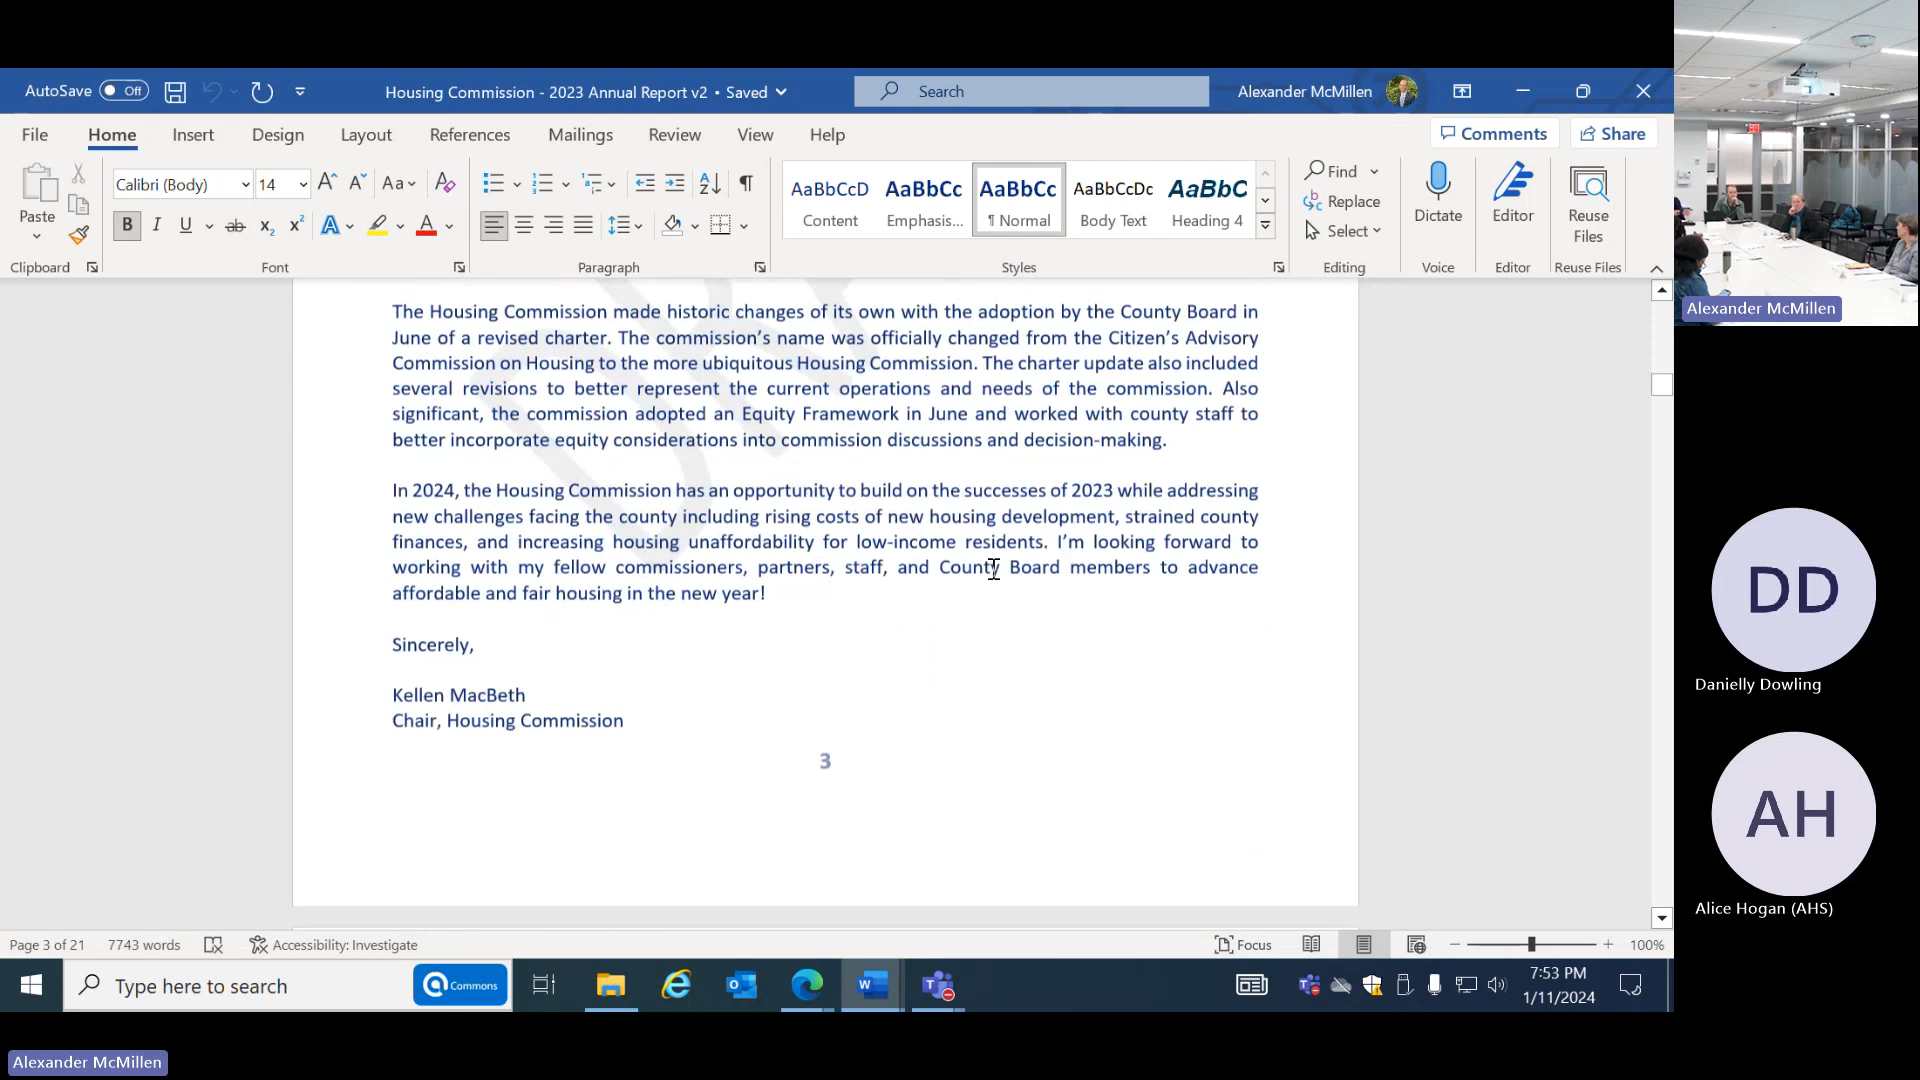 AutoSave Off Housing Commission - 2023 Annual Report v2 • Saved Search Alexander McMillen
File Home Insert Design Layout References Mailings Review View Help Comments Share
Paste
Calibri (Body) 14 Aa
B I U ab x₂ x² A A
AaBbCcD AaBbCc AaBbCc AaBbCcDc AaBbC
Content Emphasis... ¶ Normal Body Text Heading 4
Find
Replace
Select
Dictate Editor Reuse Files
Clipboard Font Paragraph Styles Editing Voice Editor Reuse Files
The Housing Commission made historic changes of its own with the adoption by the County Board in
June of a revised charter. The commission’s name was officially changed from the Citizen’s Advisory
Commission on Housing to the more ubiquitous Housing Commission. The charter update also included
several revisions to better represent the current operations and needs of the commission. Also
significant, the commission adopted an Equity Framework in June and worked with county staff to
better incorporate equity considerations into commission discussions and decision-making.
In 2024, the Housing Commission has an opportunity to build on the successes of 2023 while addressing
new challenges facing the county including rising costs of new housing development, strained county
finances, and increasing housing unaffordability for low-income residents. I’m looking forward to
working with my fellow commissioners, partners, staff, and County Board members to advance
affordable and fair housing in the new year!
Sincerely,
Kellen MacBeth
Chair, Housing Commission
3
Page 3 of 21 7743 words Accessibility: Investigate Focus 100%
Type here to search Commons
7:53 PM
1/11/2024
Alexander McMillen
DD
Danielly Dowling
AH
Alice Hogan (AHS)
Alexander McMillen